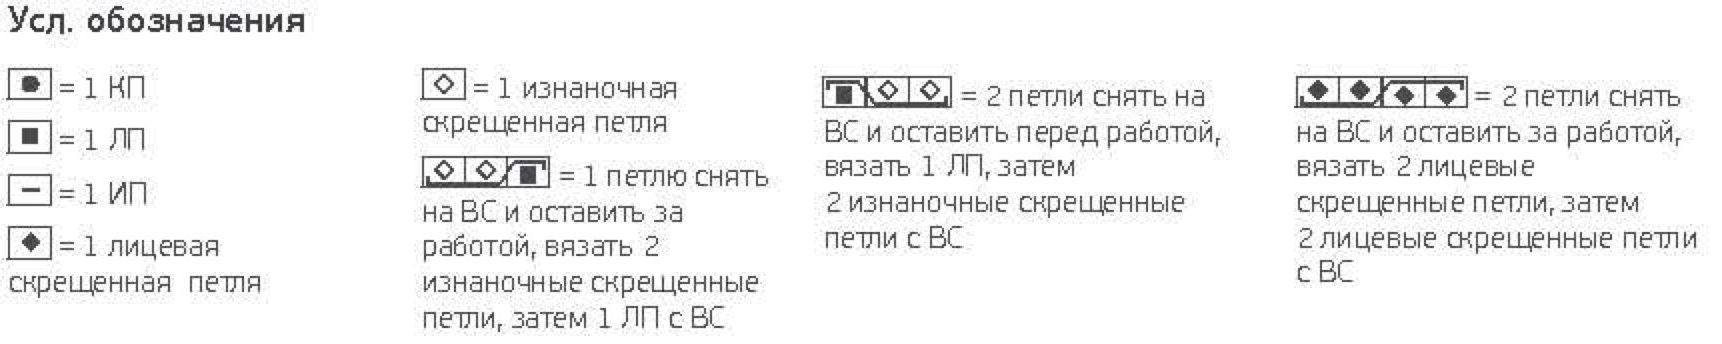 Усл. обозначения
= 1 КП
= 1 ЛП
= 1 ИП
= 1 лицевая
скрещенная петля
= 1 изнаночная
скрещенная петля
= 1 петлю снять
на ВС и оставить за
работой, вязать 2
изнаночные скрещенные
петли, затем 1 ЛП с ВС
= 2 петли снять на
ВС и оставить перед работой,
вязать 1 ЛП, затем
2 изнаночные скрещенные
петли с ВС
= 2 петли снять
на ВС и оставить за работой,
вязать 2 лицевые
скрещенные петли, затем
2 лицевые скрещенные петли
с ВС